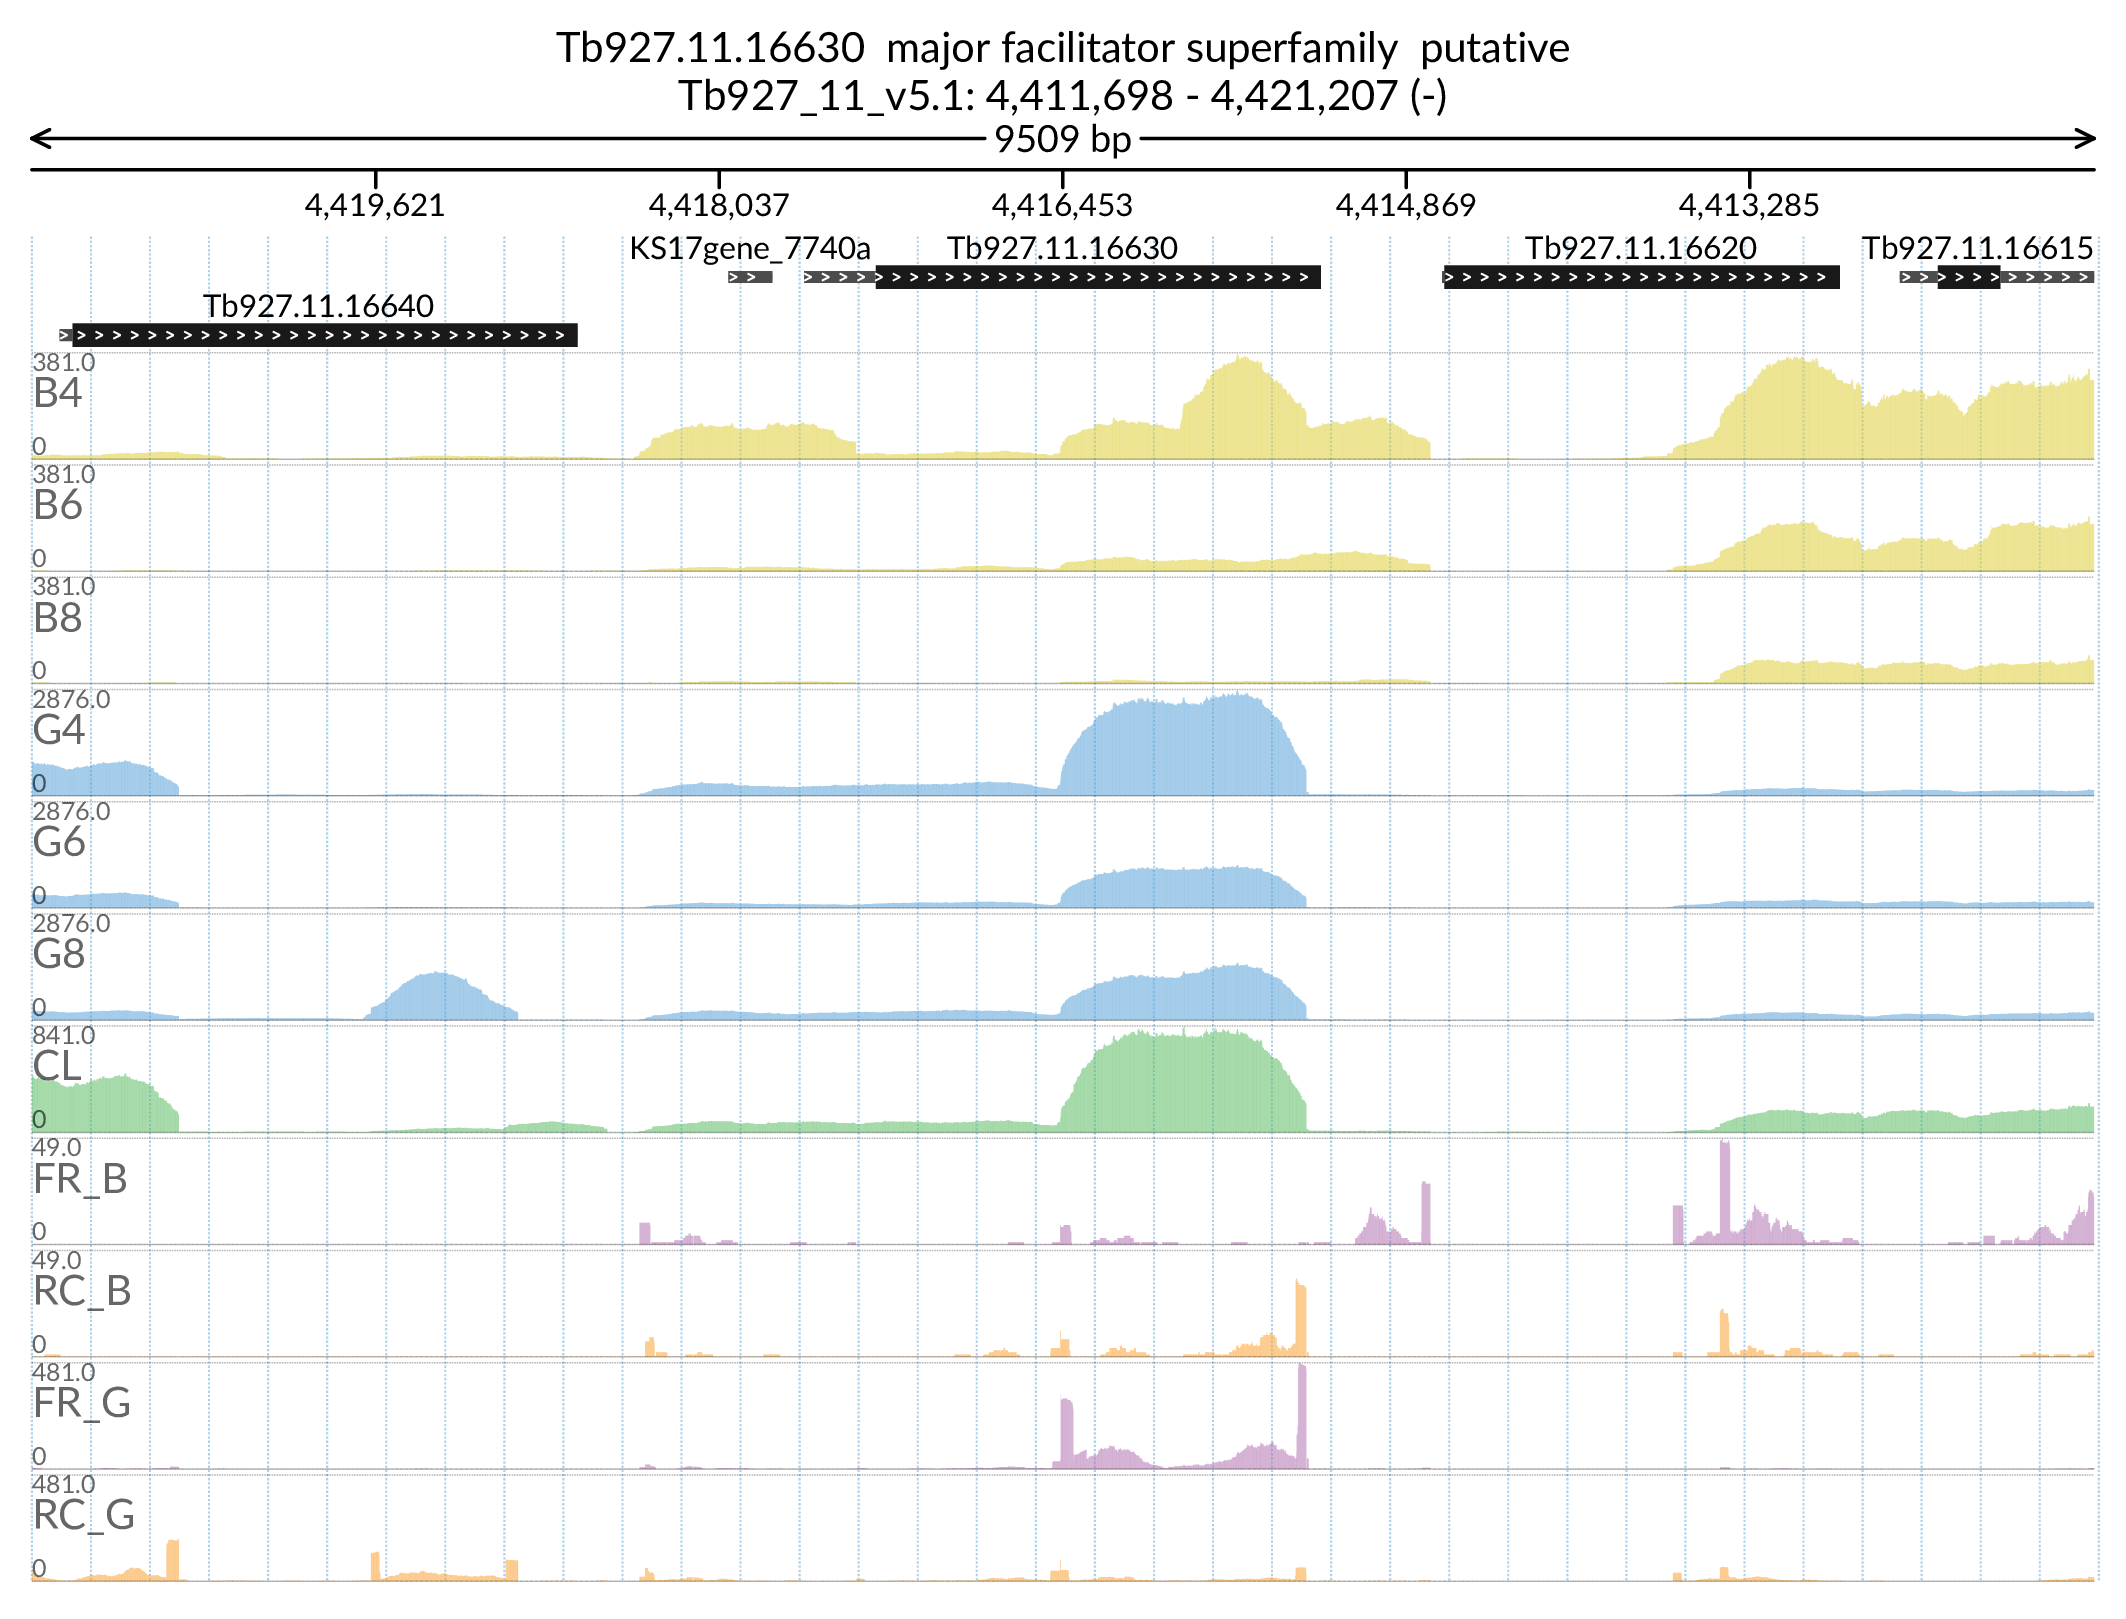 Tb927.11.16630  major facilitator superfamily  putative
Tb927_11_v5.1: 4,411,698 - 4,421,207 (-)
9509 bp
4,419,621 4,418,037 4,416,453 4,414,869 4,413,285
KS17gene_7740a Tb927.11.16630 Tb927.11.16620 Tb927.11.16615
Tb927.11.16640
381.0
B4
0
381.0
B6
0
381.0
B8
0
2876.0
G4
0
2876.0
G6
0
2876.0
G8
0
841.0
CL
0
49.0
FR_B
0
49.0
RC_B
0
481.0
FR_G
0
481.0
RC_G
0